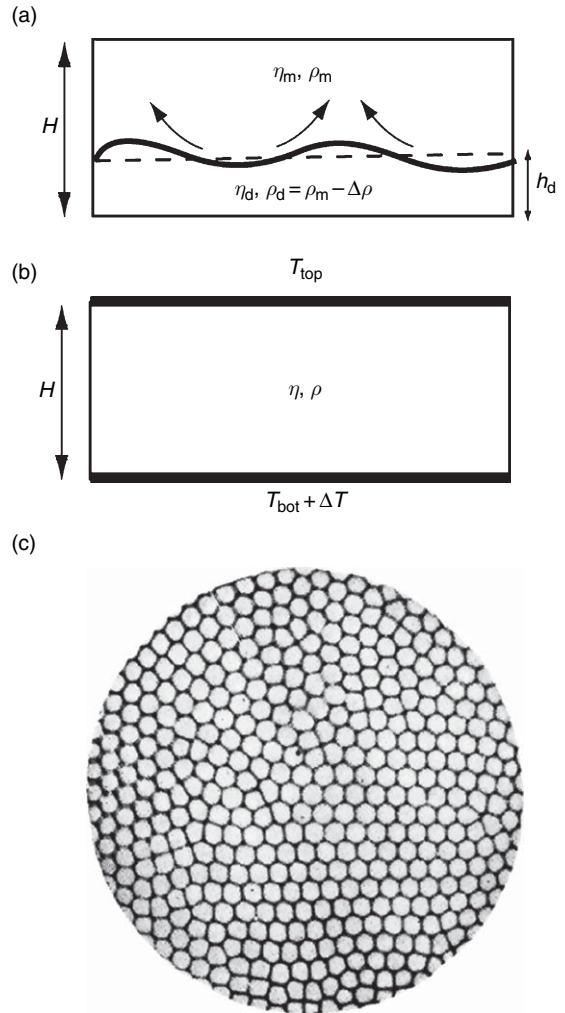 (a)
H
ηm, ρm
ηd, ρd = ρm − Δρ
hd
(b)
Ttop
H
η, ρ
Tbot + ΔT
(c)